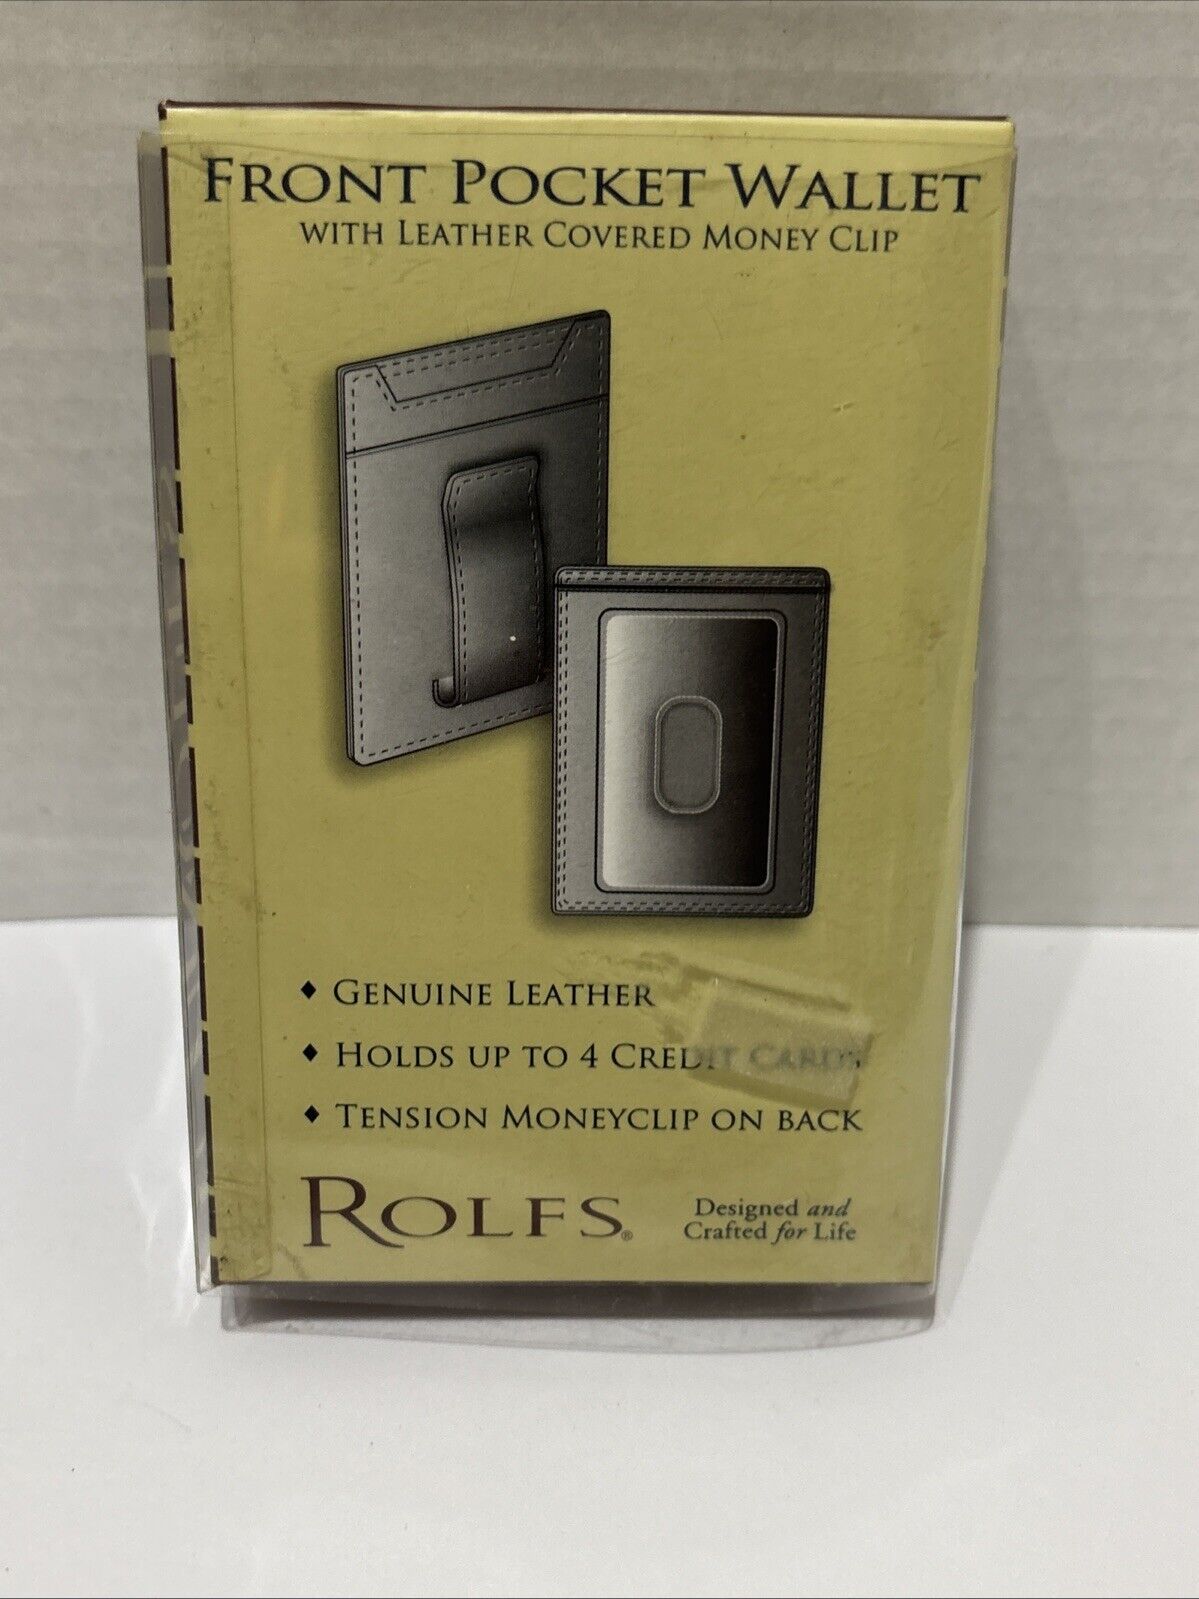 FRONT POCKET WALLET
WITH LEATHER COVERED MONEY CLIP
♦ GENUINE LEATHER
♦ HOLDS UP TO 4 CREDIT CARDS
♦ TENSION MONEYCLIP ON BACK
ROLFS®
Designed and
Crafted for Life